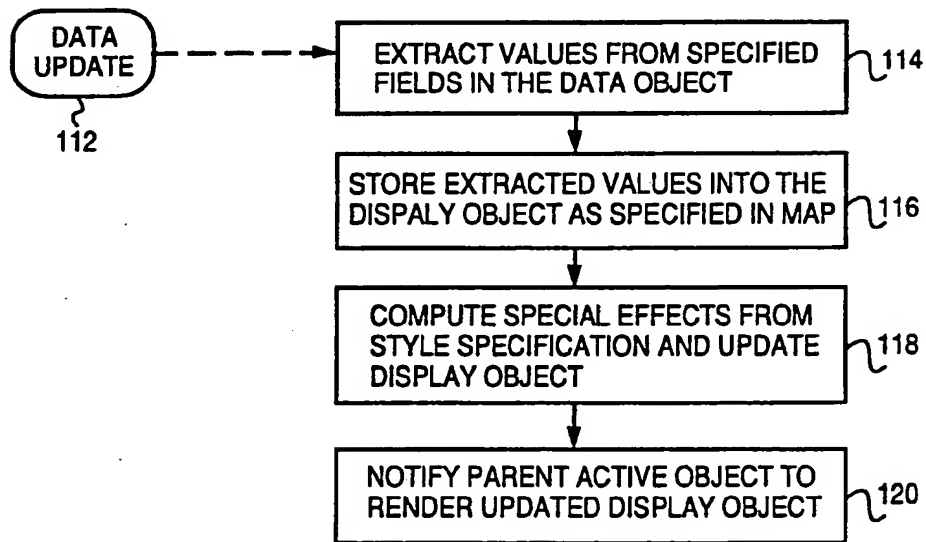 DATA
UPDATE
112
EXTRACT VALUES FROM SPECIFIED
FIELDS IN THE DATA OBJECT
114
STORE EXTRACTED VALUES INTO THE
DISPALY OBJECT AS SPECIFIED IN MAP
116
COMPUTE SPECIAL EFFECTS FROM
STYLE SPECIFICATION AND UPDATE
DISPLAY OBJECT
118
NOTIFY PARENT ACTIVE OBJECT TO
RENDER UPDATED DISPLAY OBJECT
120